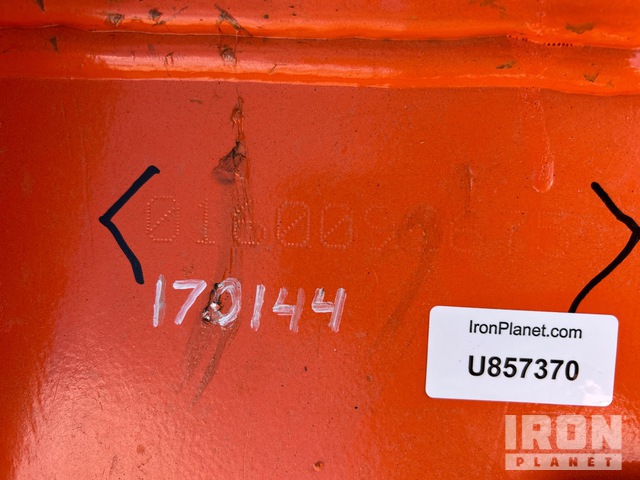 170144
IronPlanet.com
U857370
IRON
PLANET